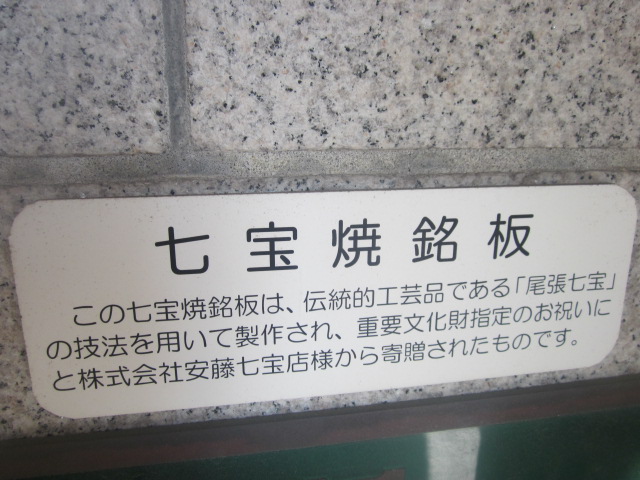 七宝焼銘板
この七宝焼銘板は、伝統的工芸品である「尾張七宝」
の技法を用いて製作され、重要文化財指定のお祝いに
と株式会社安藤七宝店様から寄贈されたものです。